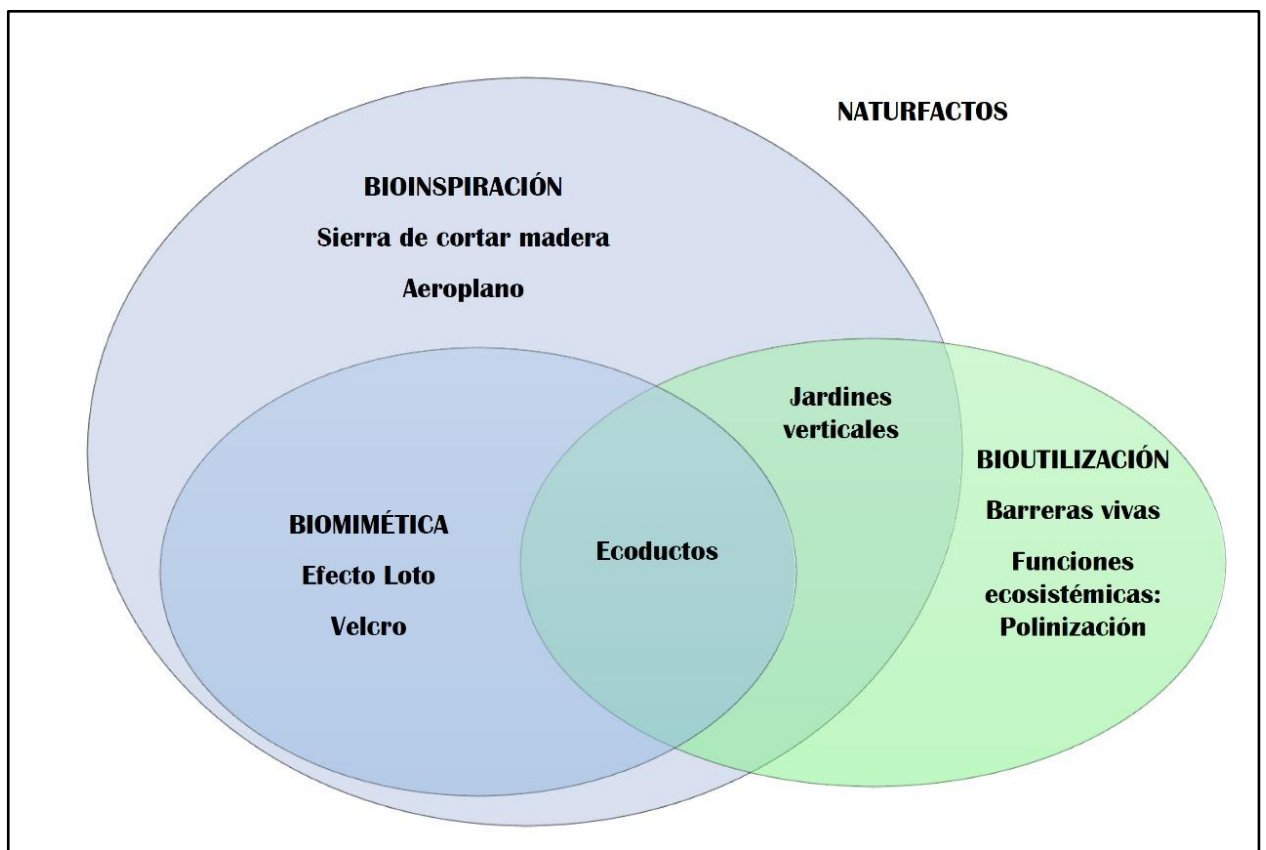 NATURFACTOS
BIOINSPIRACIÓN
Sierra de cortar madera
Aeroplano
Jardines
verticales
BIOUTILIZACIÓN
Barreras vivas
Funciones
ecosistémicas:
Polinización
BIOMIMÉTICA
Efecto Loto
Velcro
Ecoductos